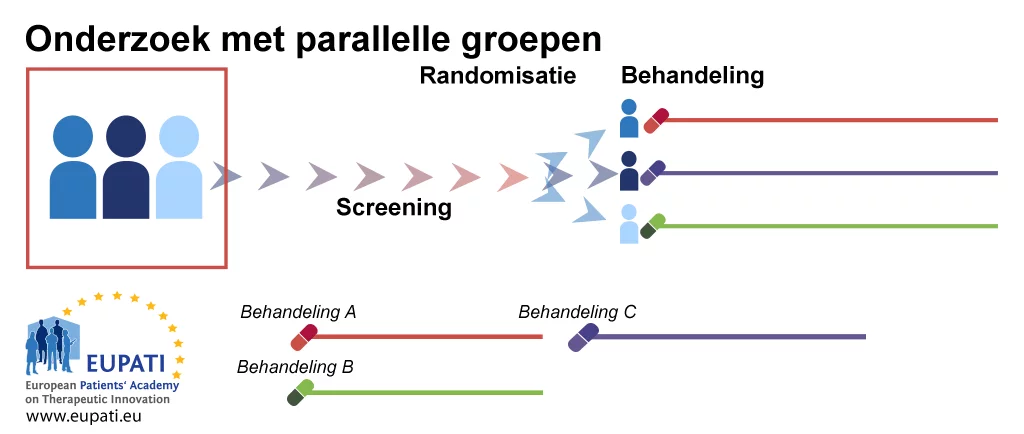 Onderzoek met parallelle groepen
Randomisatie
Behandeling
Screening
Behandeling A
Behandeling C
Behandeling B
EUPATI
European Patients' Academy
on Therapeutic Innovation
www.eupati.eu